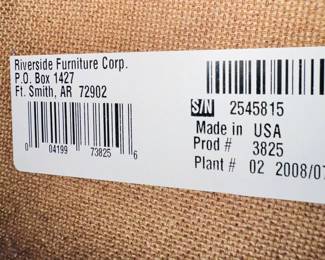 Riverside Furniture Corp.
P.O. Box 1427
Ft. Smith, AR 72902
0 04199 73825 6
S/N 2545815
Made in USA
Prod # 3825
Plant # 02 2008/07